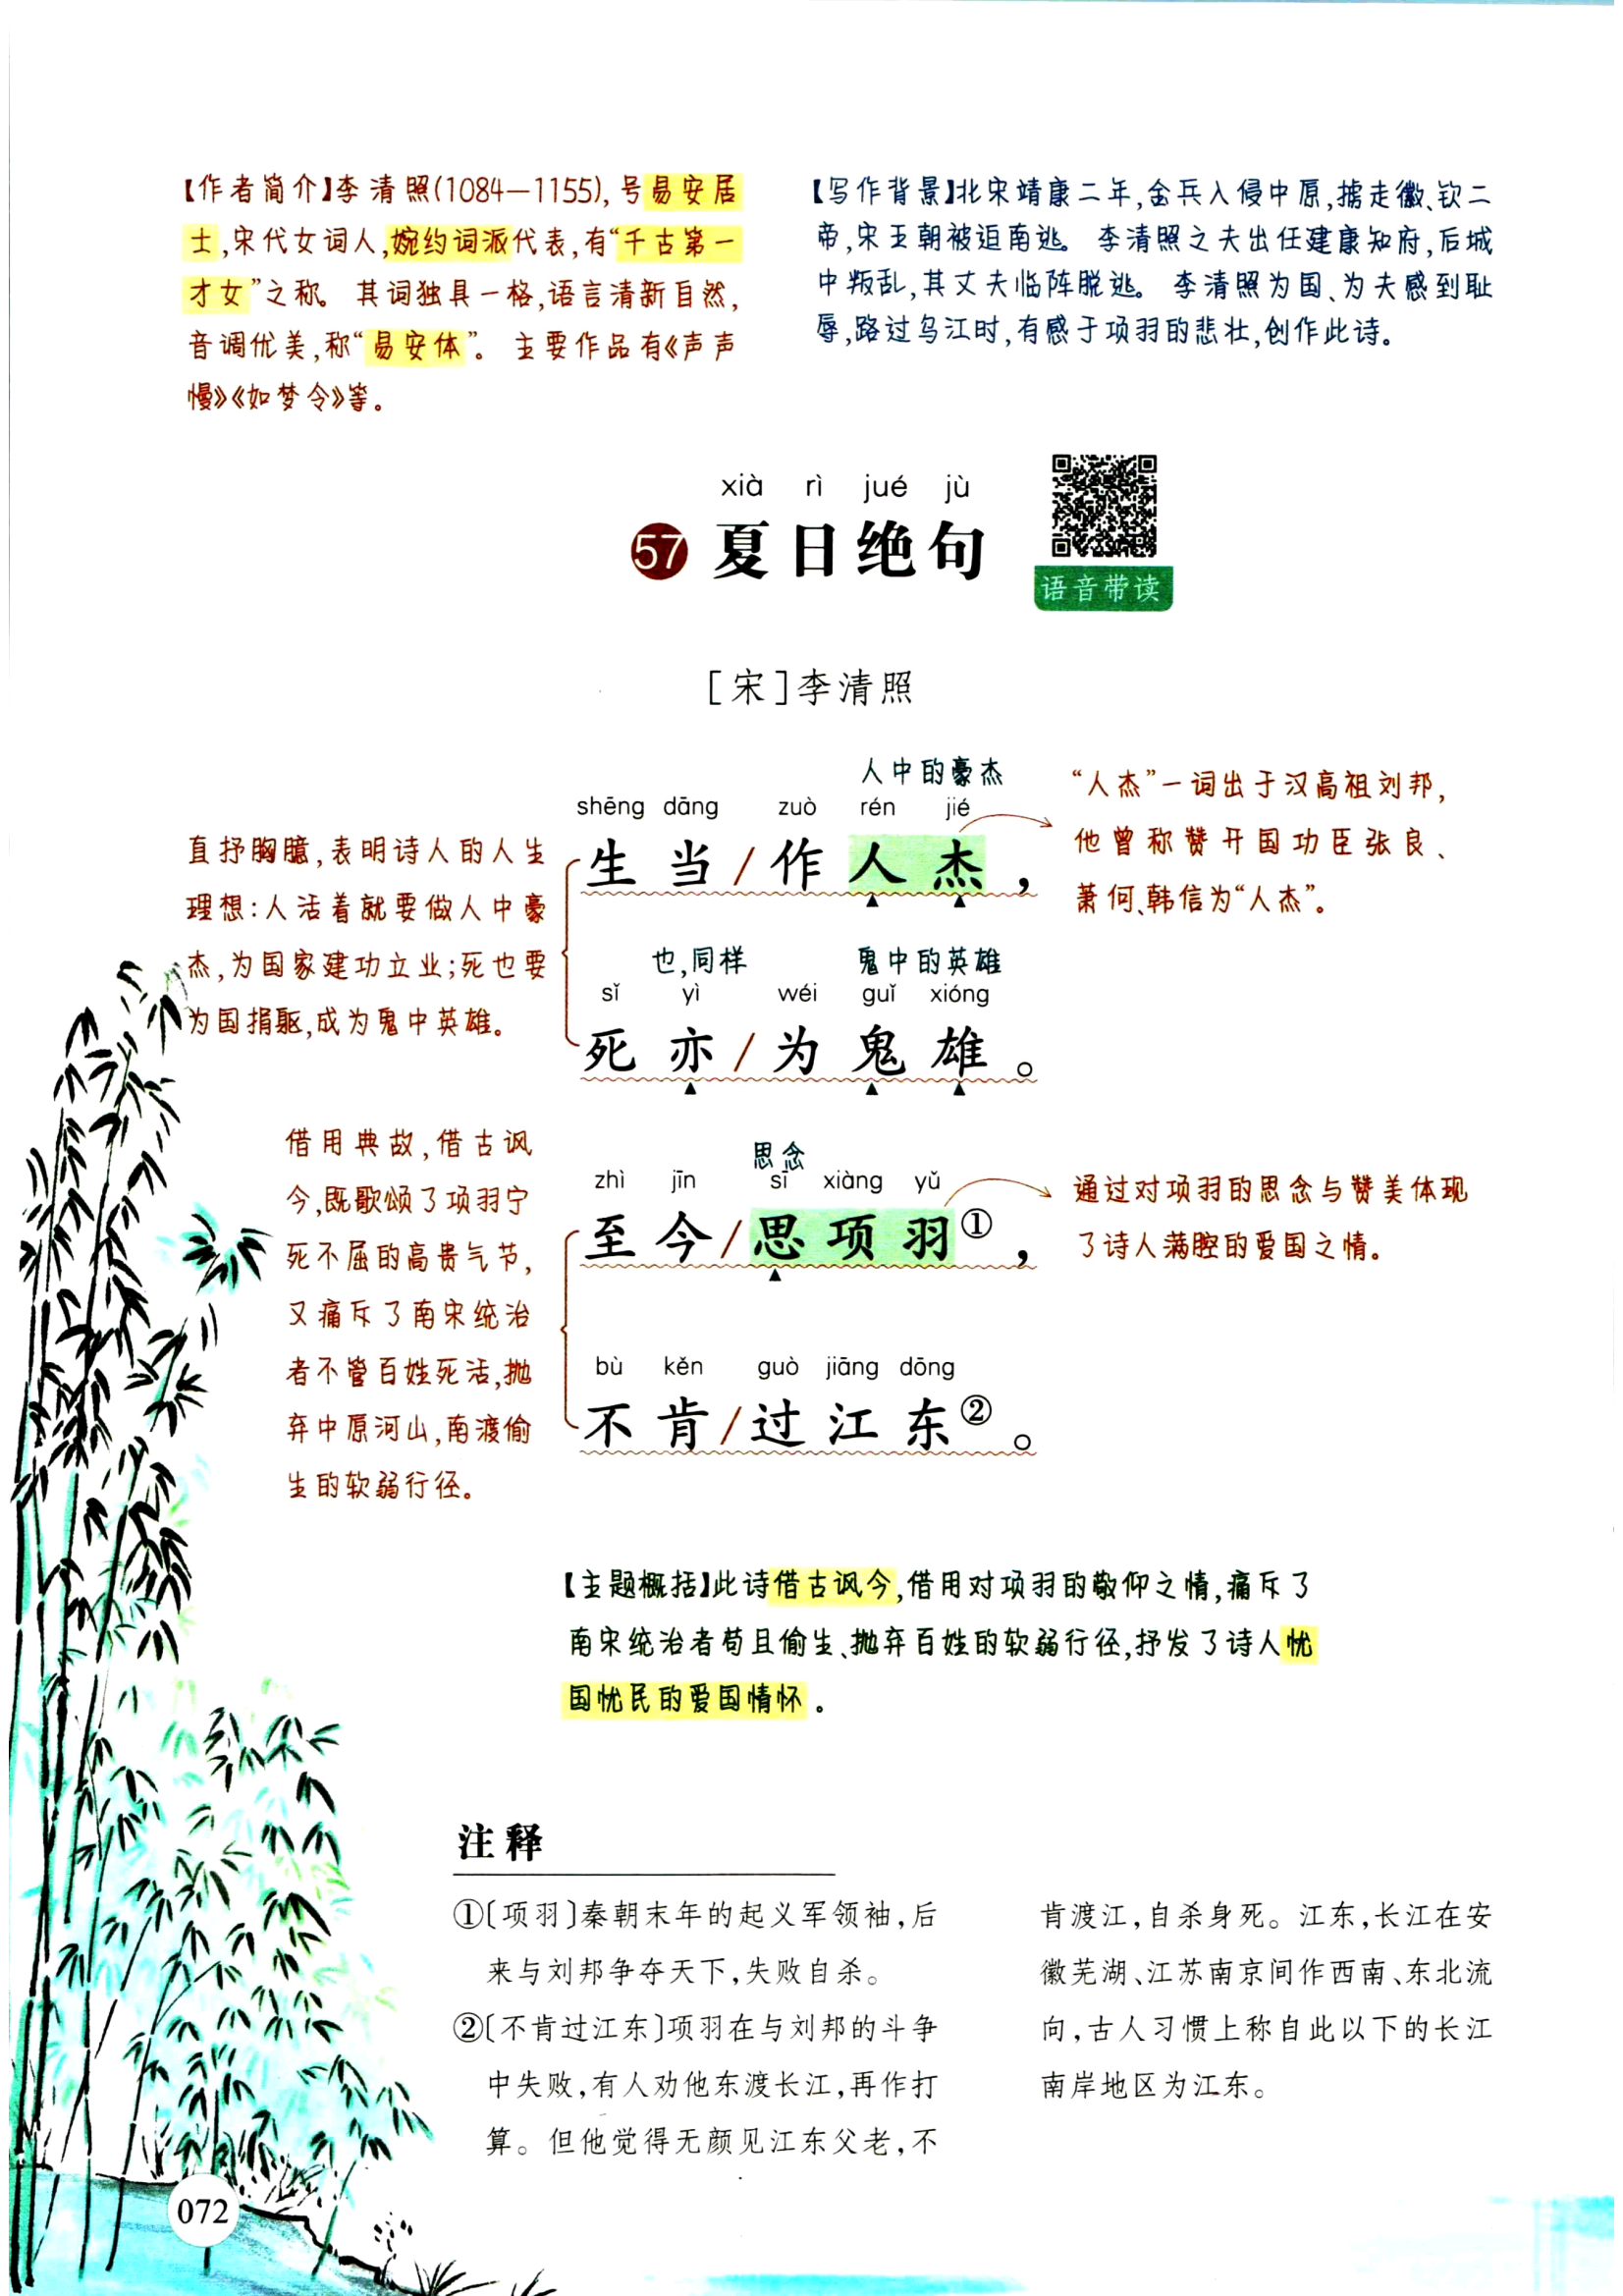 【作者简介】李清照(1084—1155),号易安居
士,宋代女词人,婉约词派代表,有“千古第一
才女”之称。其词独具一格,语言清新自然,
音调优美,称“易安体”。主要作品有《声声
慢》《如梦令》等。
【写作背景】北宋靖康二年,金兵入侵中原,掳走徽、钦二
帝,宋王朝被迫南逃。李清照之夫出任建康知府,后城
中叛乱,其丈夫临阵脱逃。李清照为国、为夫感到耻
辱,路过乌江时,有感于项羽的悲壮,创作此诗。
xià rì jué jù
57 夏日绝句
语音带读
[宋]李清照
人中的豪杰
shēng dāng zuò rén jié
生当/作人杰,
也,同样 鬼中的英雄
sǐ yì wéi guǐ xióng
死亦/为鬼雄。
直抒胸臆,表明诗人的人生
理想:人活着就要做人中豪
杰,为国家建功立业;死也要
为国捐躯,成为鬼中英雄。
“人杰”一词出于汉高祖刘邦,
他曾称赞开国功臣张良、
萧何、韩信为“人杰”。
思念
zhì jīn sī xiàng yǔ
至今/思项羽①,
bù kěn guò jiāng dōng
不肯/过江东②。
借用典故,借古讽
今,既歌颂了项羽宁
死不屈的高贵气节,
又痛斥了南宋统治
者不管百姓死活,抛
弃中原河山,南渡偷
生的软弱行径。
通过对项羽的思念与赞美体现
了诗人满腔的爱国之情。
【主题概括】此诗借古讽今,借用对项羽的敬仰之情,痛斥了
南宋统治者苟且偷生、抛弃百姓的软弱行径,抒发了诗人忧
国忧民的爱国情怀。
注释
①〔项羽〕秦朝末年的起义军领袖,后
来与刘邦争夺天下,失败自杀。
②〔不肯过江东〕项羽在与刘邦的斗争
中失败,有人劝他东渡长江,再作打
算。但他觉得无颜见江东父老,不
肯渡江,自杀身死。江东,长江在安
徽芜湖、江苏南京间作西南、东北流
向,古人习惯上称自此以下的长江
南岸地区为江东。
072